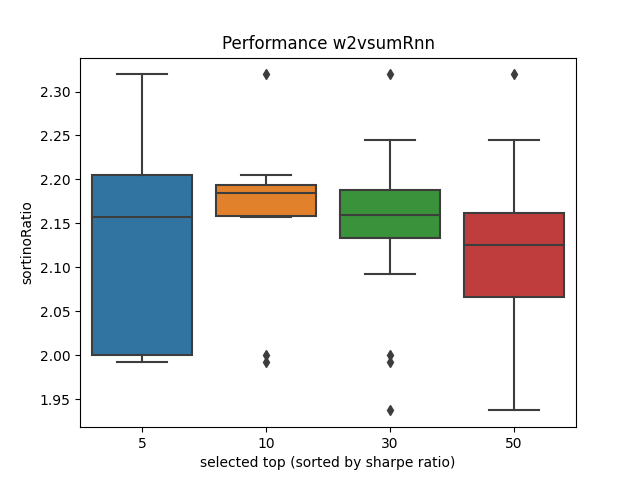 Performance w2vsumRnn
sortinoRatio
2.30
2.25
2.20
2.15
2.10
2.05
2.00
1.95
5 10 30 50
selected top (sorted by sharpe ratio)